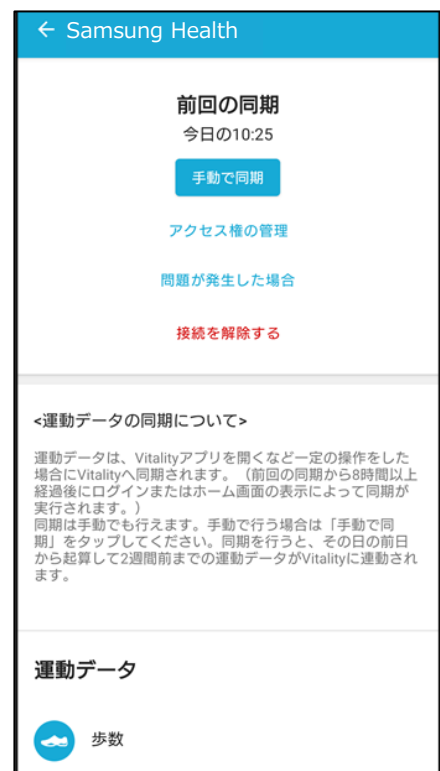 ← Samsung Health
前回の同期
今日の10:25
手動で同期
アクセス権の管理
問題が発生した場合
接続を解除する
<運動データの同期について>
運動データは、Vitalityアプリを開くなど一定の操作をした
場合にVitalityへ同期されます。（前回の同期から8時間以上
経過後にログインまたはホーム画面の表示によって同期が
実行されます。）
同期は手動でも行えます。手動で行う場合は「手動で同
期」をタップしてください。同期を行うと、その日の前日
から起算して2週間前までの運動データがVitalityに連動され
ます。
運動データ
歩数